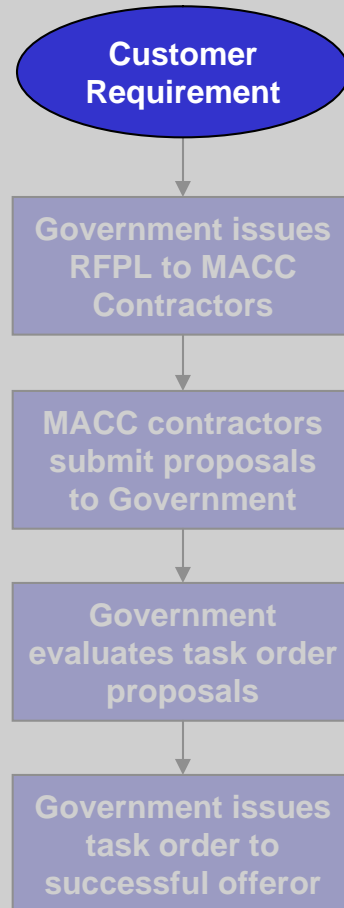 Customer
Requirement
Government issues
RFPL to MACC
Contractors
MACC contractors
submit proposals
to Government
Government
evaluates task order
proposals
Government issues
task order to
successful offeror